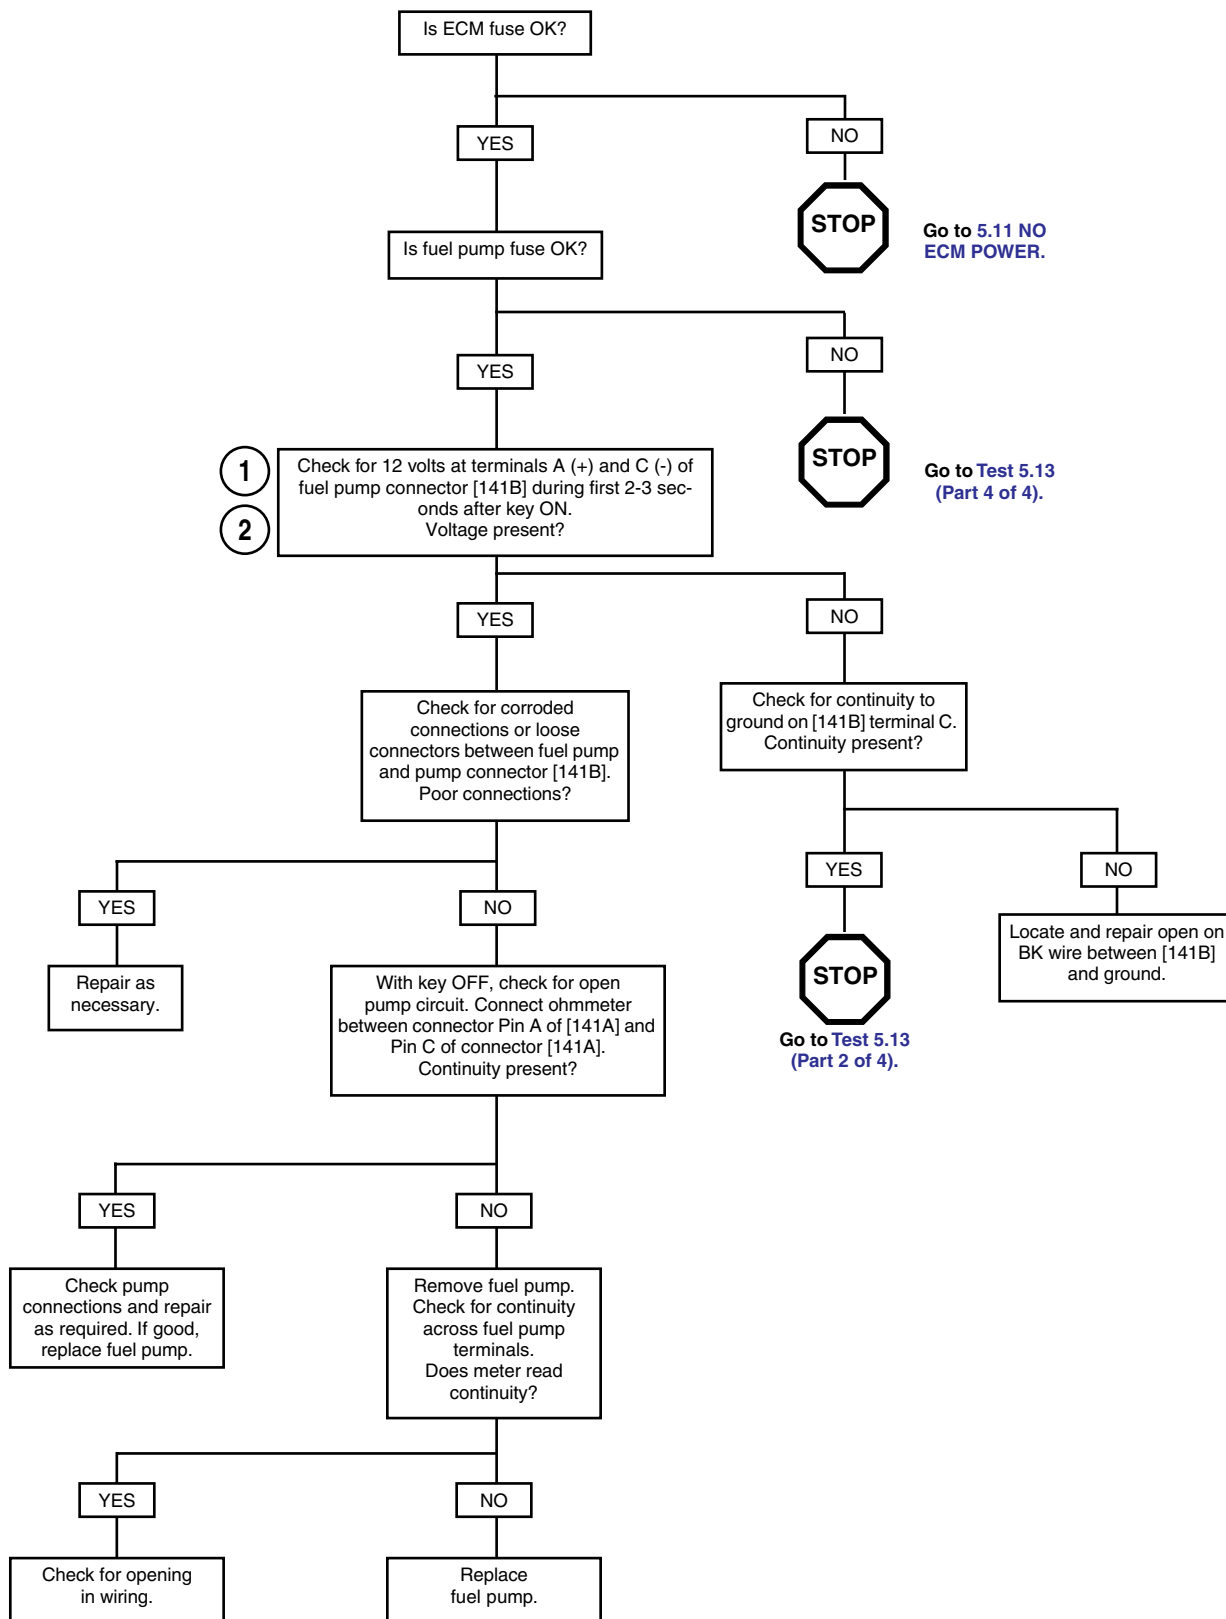 Is ECM fuse OK?
YES
NO
STOP
Go to 5.11 NO
ECM POWER.
Is fuel pump fuse OK?
YES
NO
STOP
Go to Test 5.13
(Part 4 of 4).
1
2
Check for 12 volts at terminals A (+) and C (-) of
fuel pump connector [141B] during first 2-3 sec-
onds after key ON.
Voltage present?
YES
NO
Check for corroded
connections or loose
connectors between fuel pump
and pump connector [141B].
Poor connections?
Check for continuity to
ground on [141B] terminal C.
Continuity present?
YES
NO
YES
NO
Repair as
necessary.
With key OFF, check for open
pump circuit. Connect ohmmeter
between connector Pin A of [141A] and
Pin C of connector [141A].
Continuity present?
STOP
Go to Test 5.13
(Part 2 of 4).
Locate and repair open on
BK wire between [141B]
and ground.
YES
NO
Check pump
connections and repair
as required. If good,
replace fuel pump.
Remove fuel pump.
Check for continuity
across fuel pump
terminals.
Does meter read
continuity?
YES
NO
Check for opening
in wiring.
Replace
fuel pump.